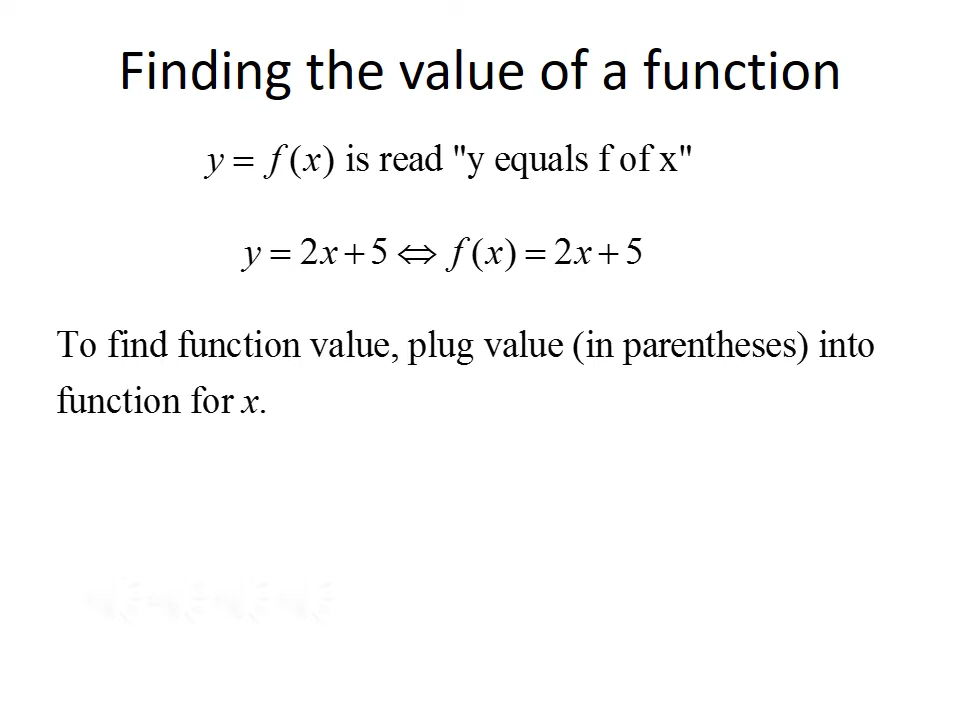 Finding the value of a function
y = f(x) is read "y equals f of x"
y = 2x + 5 ⇔ f(x) = 2x + 5
To find function value, plug value (in parentheses) into
function for x.